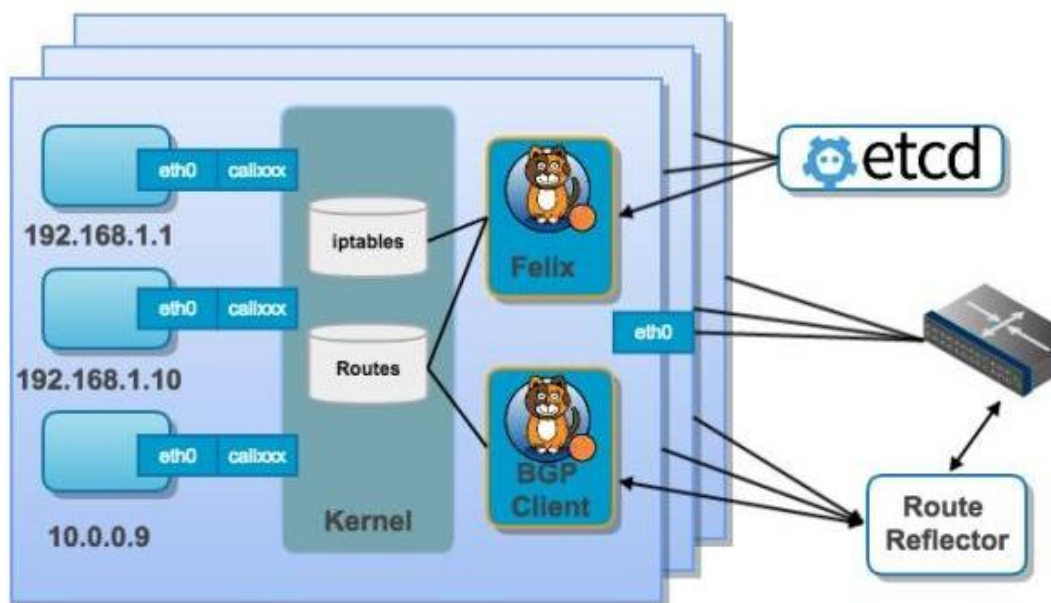 eth0 calixxx
192.168.1.1
eth0 calixxx
192.168.1.10
eth0 calixxx
10.0.0.9
iptables
Routes
Kernel
Felix
eth0
BGP
Client
etcd
Route
Reflector